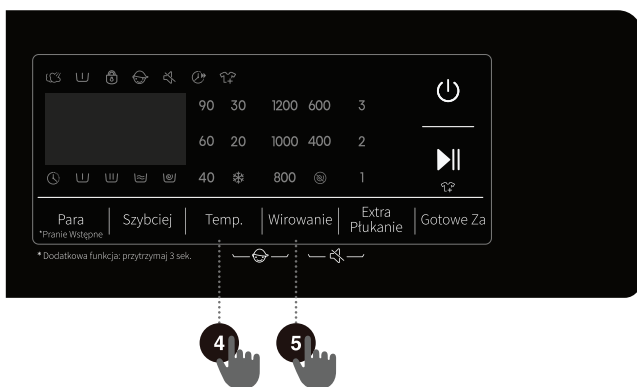 90 30 1200 600 3
60 20 1000 400 2
40 800 1
Para
*Pranie Wstępne
Szybciej
Temp.
Wirowanie
Extra
Płukanie
Gotowe Za
* Dodatkowa funkcja: przytrzymaj 3 sek.
4
5